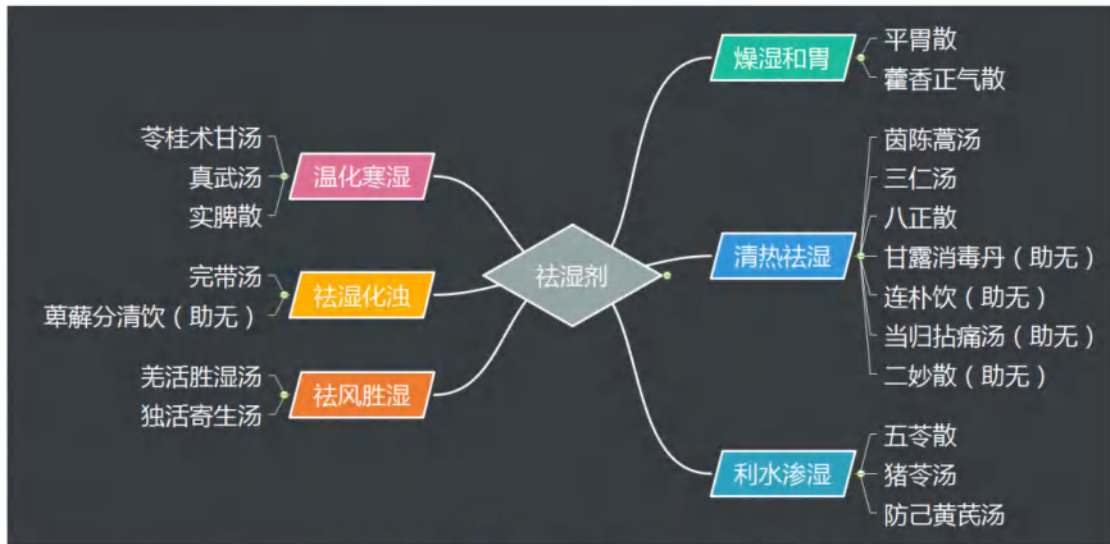 祛湿剂
燥湿和胃
平胃散
藿香正气散
清热祛湿
茵陈蒿汤
三仁汤
八正散
甘露消毒丹（助无）
连朴饮（助无）
当归拈痛汤（助无）
二妙散（助无）
利水渗湿
五苓散
猪苓汤
防己黄芪汤
温化寒湿
苓桂术甘汤
真武汤
实脾散
祛湿化浊
完带汤
萆薢分清饮（助无）
祛风胜湿
羌活胜湿汤
独活寄生汤